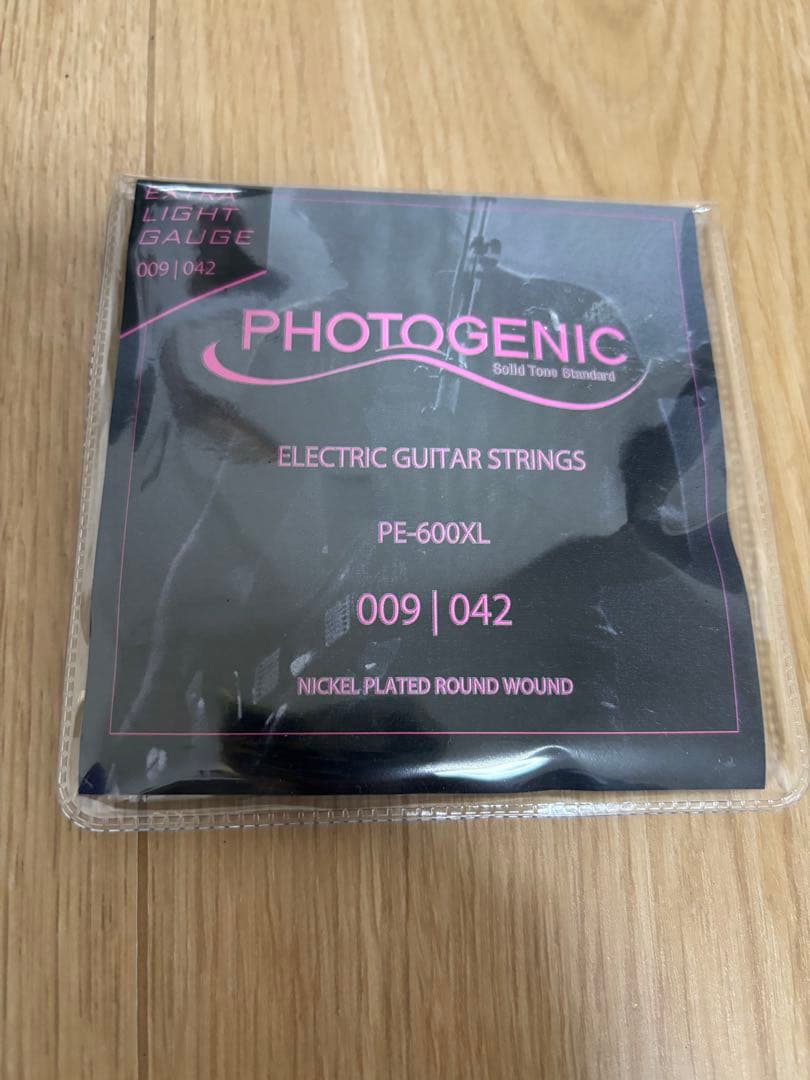 EXTRA
LIGHT
GAUGE
009 | 042
PHOTOGENIC
Solid Tone Standard
ELECTRIC GUITAR STRINGS
PE-600XL
009 | 042
NICKEL PLATED ROUND WOUND